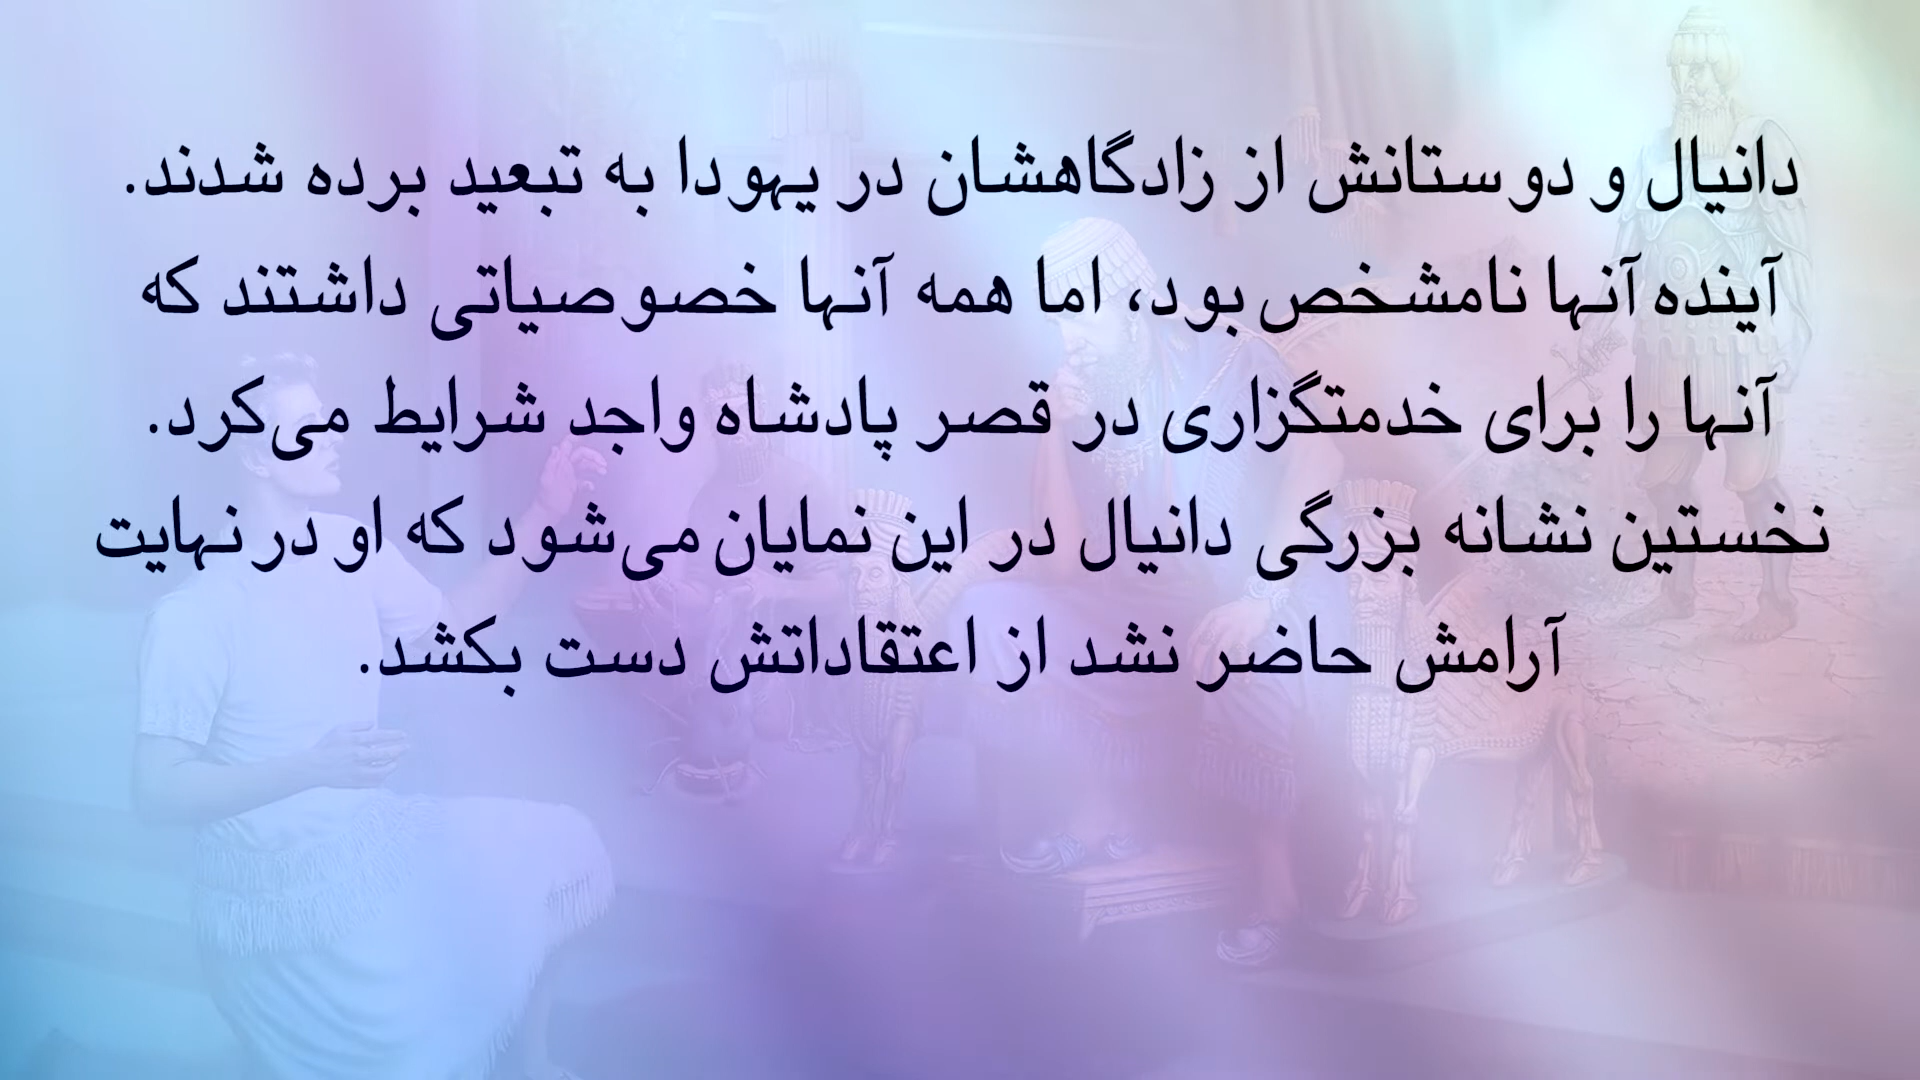 دانیال و دوستانش از زادگاهشان در یهودا به تبعید برده شدند.
آینده آنها نامشخص بود، اما همه آنها خصوصیاتی داشتند که
آنها را برای خدمتگزاری در قصر پادشاه واجد شرایط می‌کرد.
نخستین نشانه بزرگی دانیال در این نمایان می‌شود که او در نهایت
آرامش حاضر نشد از اعتقاداتش دست بکشد.